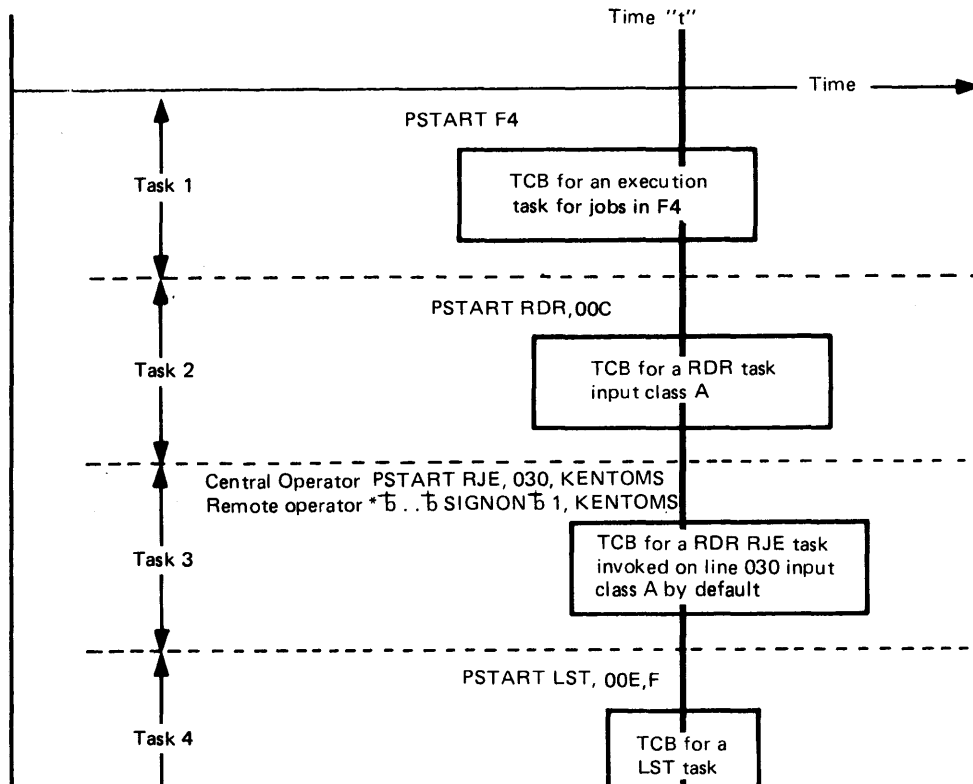 Time "t"
Time
PSTART F4
Task 1
TCB for an execution
task for jobs in F4
PSTART RDR,00C
Task 2
TCB for a RDR task
input class A
Central Operator PSTART RJE, 030, KENTOMS
Remote operator *ƀ . . ƀ SIGNON ƀ 1, KENTOMS
Task 3
TCB for a RDR RJE task
invoked on line 030 input
class A by default
PSTART LST, 00E,F
Task 4
TCB for a
LST task